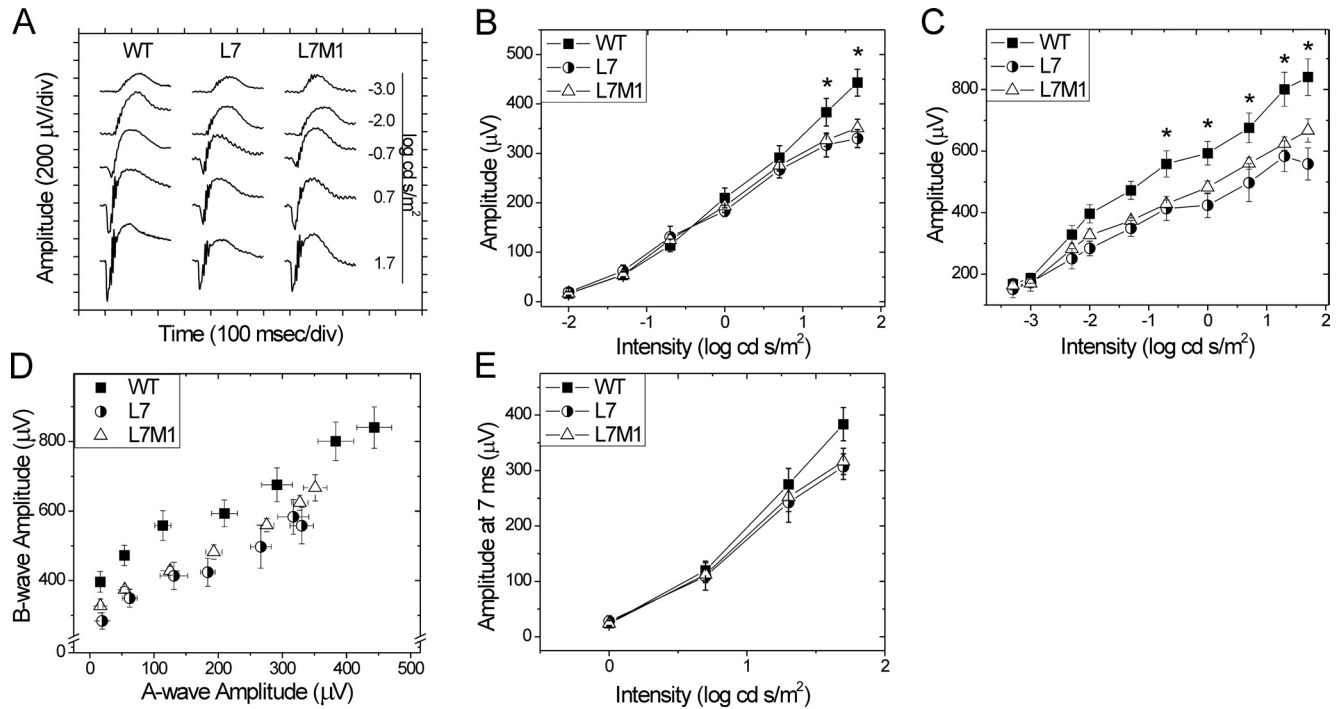 A
WT L7 L7M1
-3.0
-2.0
-0.7
0.7
1.7
log cd s/m²
Amplitude (200 μV/div)
Time (100 msec/div)
B
WT
L7
L7M1
* *
500
400
300
200
100
0
Amplitude (μV)
-2 -1 0 1 2
Intensity (log cd s/m²)
C
WT
L7
L7M1
* * * * *
800
600
400
200
Amplitude (μV)
-3 -2 -1 0 1 2
Intensity (log cd s/m²)
D
WT
L7
L7M1
800
600
400
0
B-wave Amplitude (μV)
0 100 200 300 400 500
A-wave Amplitude (μV)
E
WT
L7
L7M1
400
300
200
100
0
Amplitude at 7 ms (μV)
0 1 2
Intensity (log cd s/m²)